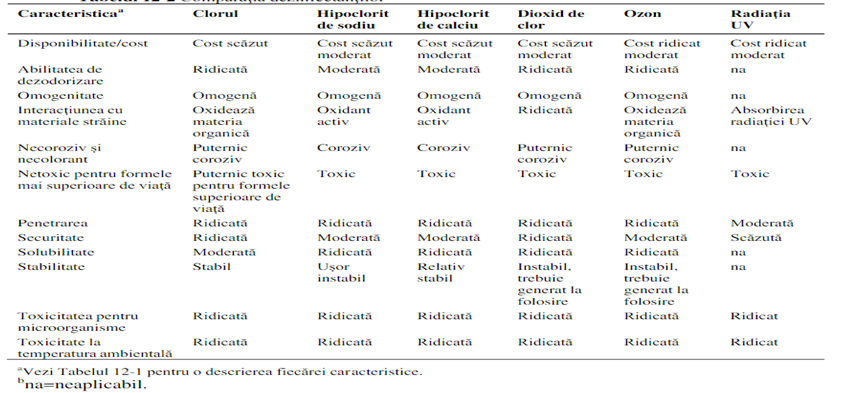 Tabelul 12-2 Comparația dezinfectanților
Caracteristicaª Clorul Hipoclorit Hipoclorit Dioxid de Ozon Radiația
de sodiu de calciu clor UV
Disponibilitate/cost Cost scăzut Cost scăzut Cost scăzut Cost scăzut Cost ridicat Cost ridicat
moderat moderat moderat moderat moderat
Abilitatea de Ridicată Moderată Moderată Ridicată Ridicată na
dezodorizare
Omogenitate Omogenă Omogenă Omogenă Omogenă Omogenă na
Interacțiunea cu Oxidează Oxidant Oxidant Ridicată Oxidează Absorbirea
materiale străine materia activ activ materia radiației UV
organică organică
Necoroziv și Puternic Coroziv Coroziv Puternic Puternic na
necolorant coroziv coroziv coroziv
Netoxic pentru formele Puternic toxic Toxic Toxic Toxic Toxic Toxic
mai superioare de viață pentru formele
superioare de
viață
Penetrarea Ridicată Ridicată Ridicată Ridicată Ridicată Moderată
Securitate Ridicată Moderată Moderată Ridicată Moderată Scăzută
Solubilitate Moderată Ridicată Ridicată Ridicată Ridicată na
Stabilitate Stabil Ușor Relativ Instabil, Instabil, na
instabil stabil trebuie trebuie
generat la generat la
folosire folosire
Toxicitatea pentru Ridicată Ridicată Ridicată Ridicată Ridicată Ridicat
microorganisme
Toxicitate la Ridicată Ridicată Ridicată Ridicată Ridicată Ridicat
temperatura ambientală
ªVezi Tabelul 12-1 pentru o descrierea fiecărei caracteristice.
ᵇna=neaplicabil.